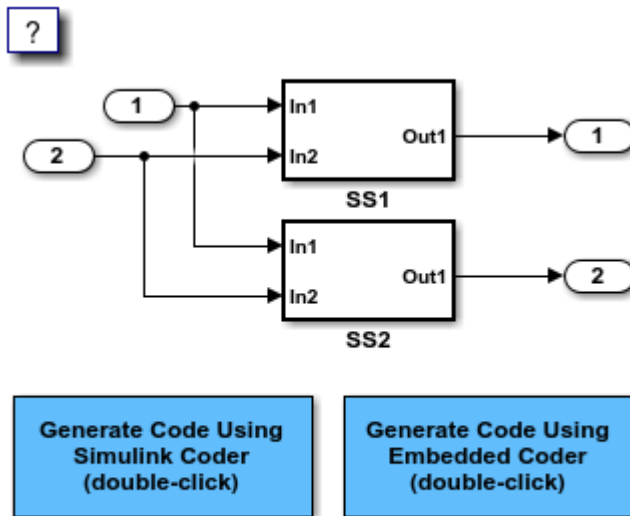 ?
1
In1
Out1
1
2
In2
SS1
In1
Out1
2
In2
SS2
Generate Code Using
Simulink Coder
(double-click)
Generate Code Using
Embedded Coder
(double-click)